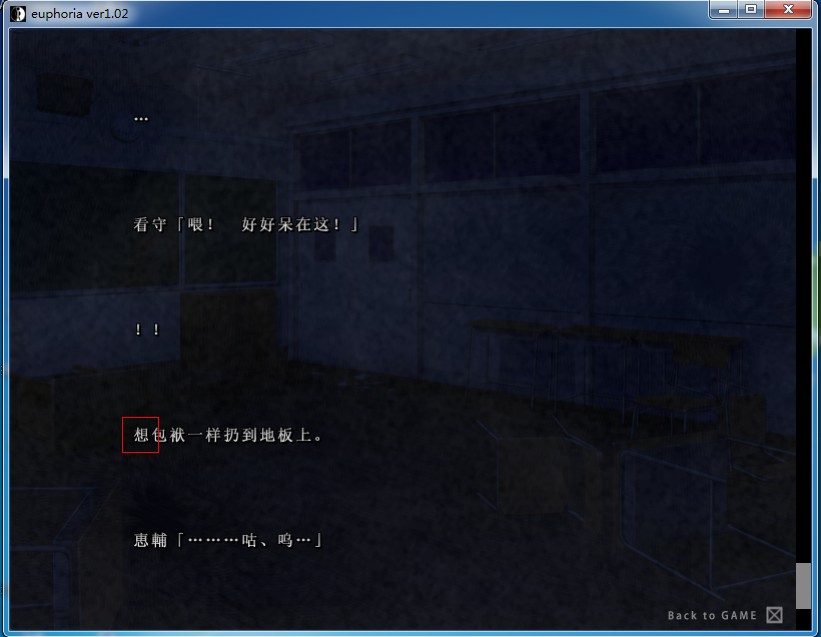 euphoria ver1.02
…
看守「喂！　好好呆在这！」
！！
想包袱一样扔到地板上。
惠輔「………咕、呜…」
Back to GAME